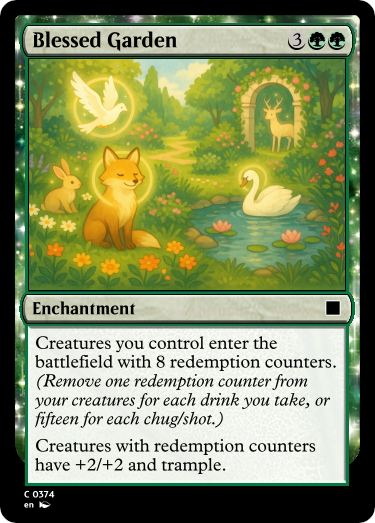 Blessed Garden 3
Enchantment
Creatures you control enter the
battlefield with 8 redemption counters.
(Remove one redemption counter from
your creatures for each drink you take, or
fifteen for each chug/shot.)
Creatures with redemption counters
have +2/+2 and trample.
C 0374
en